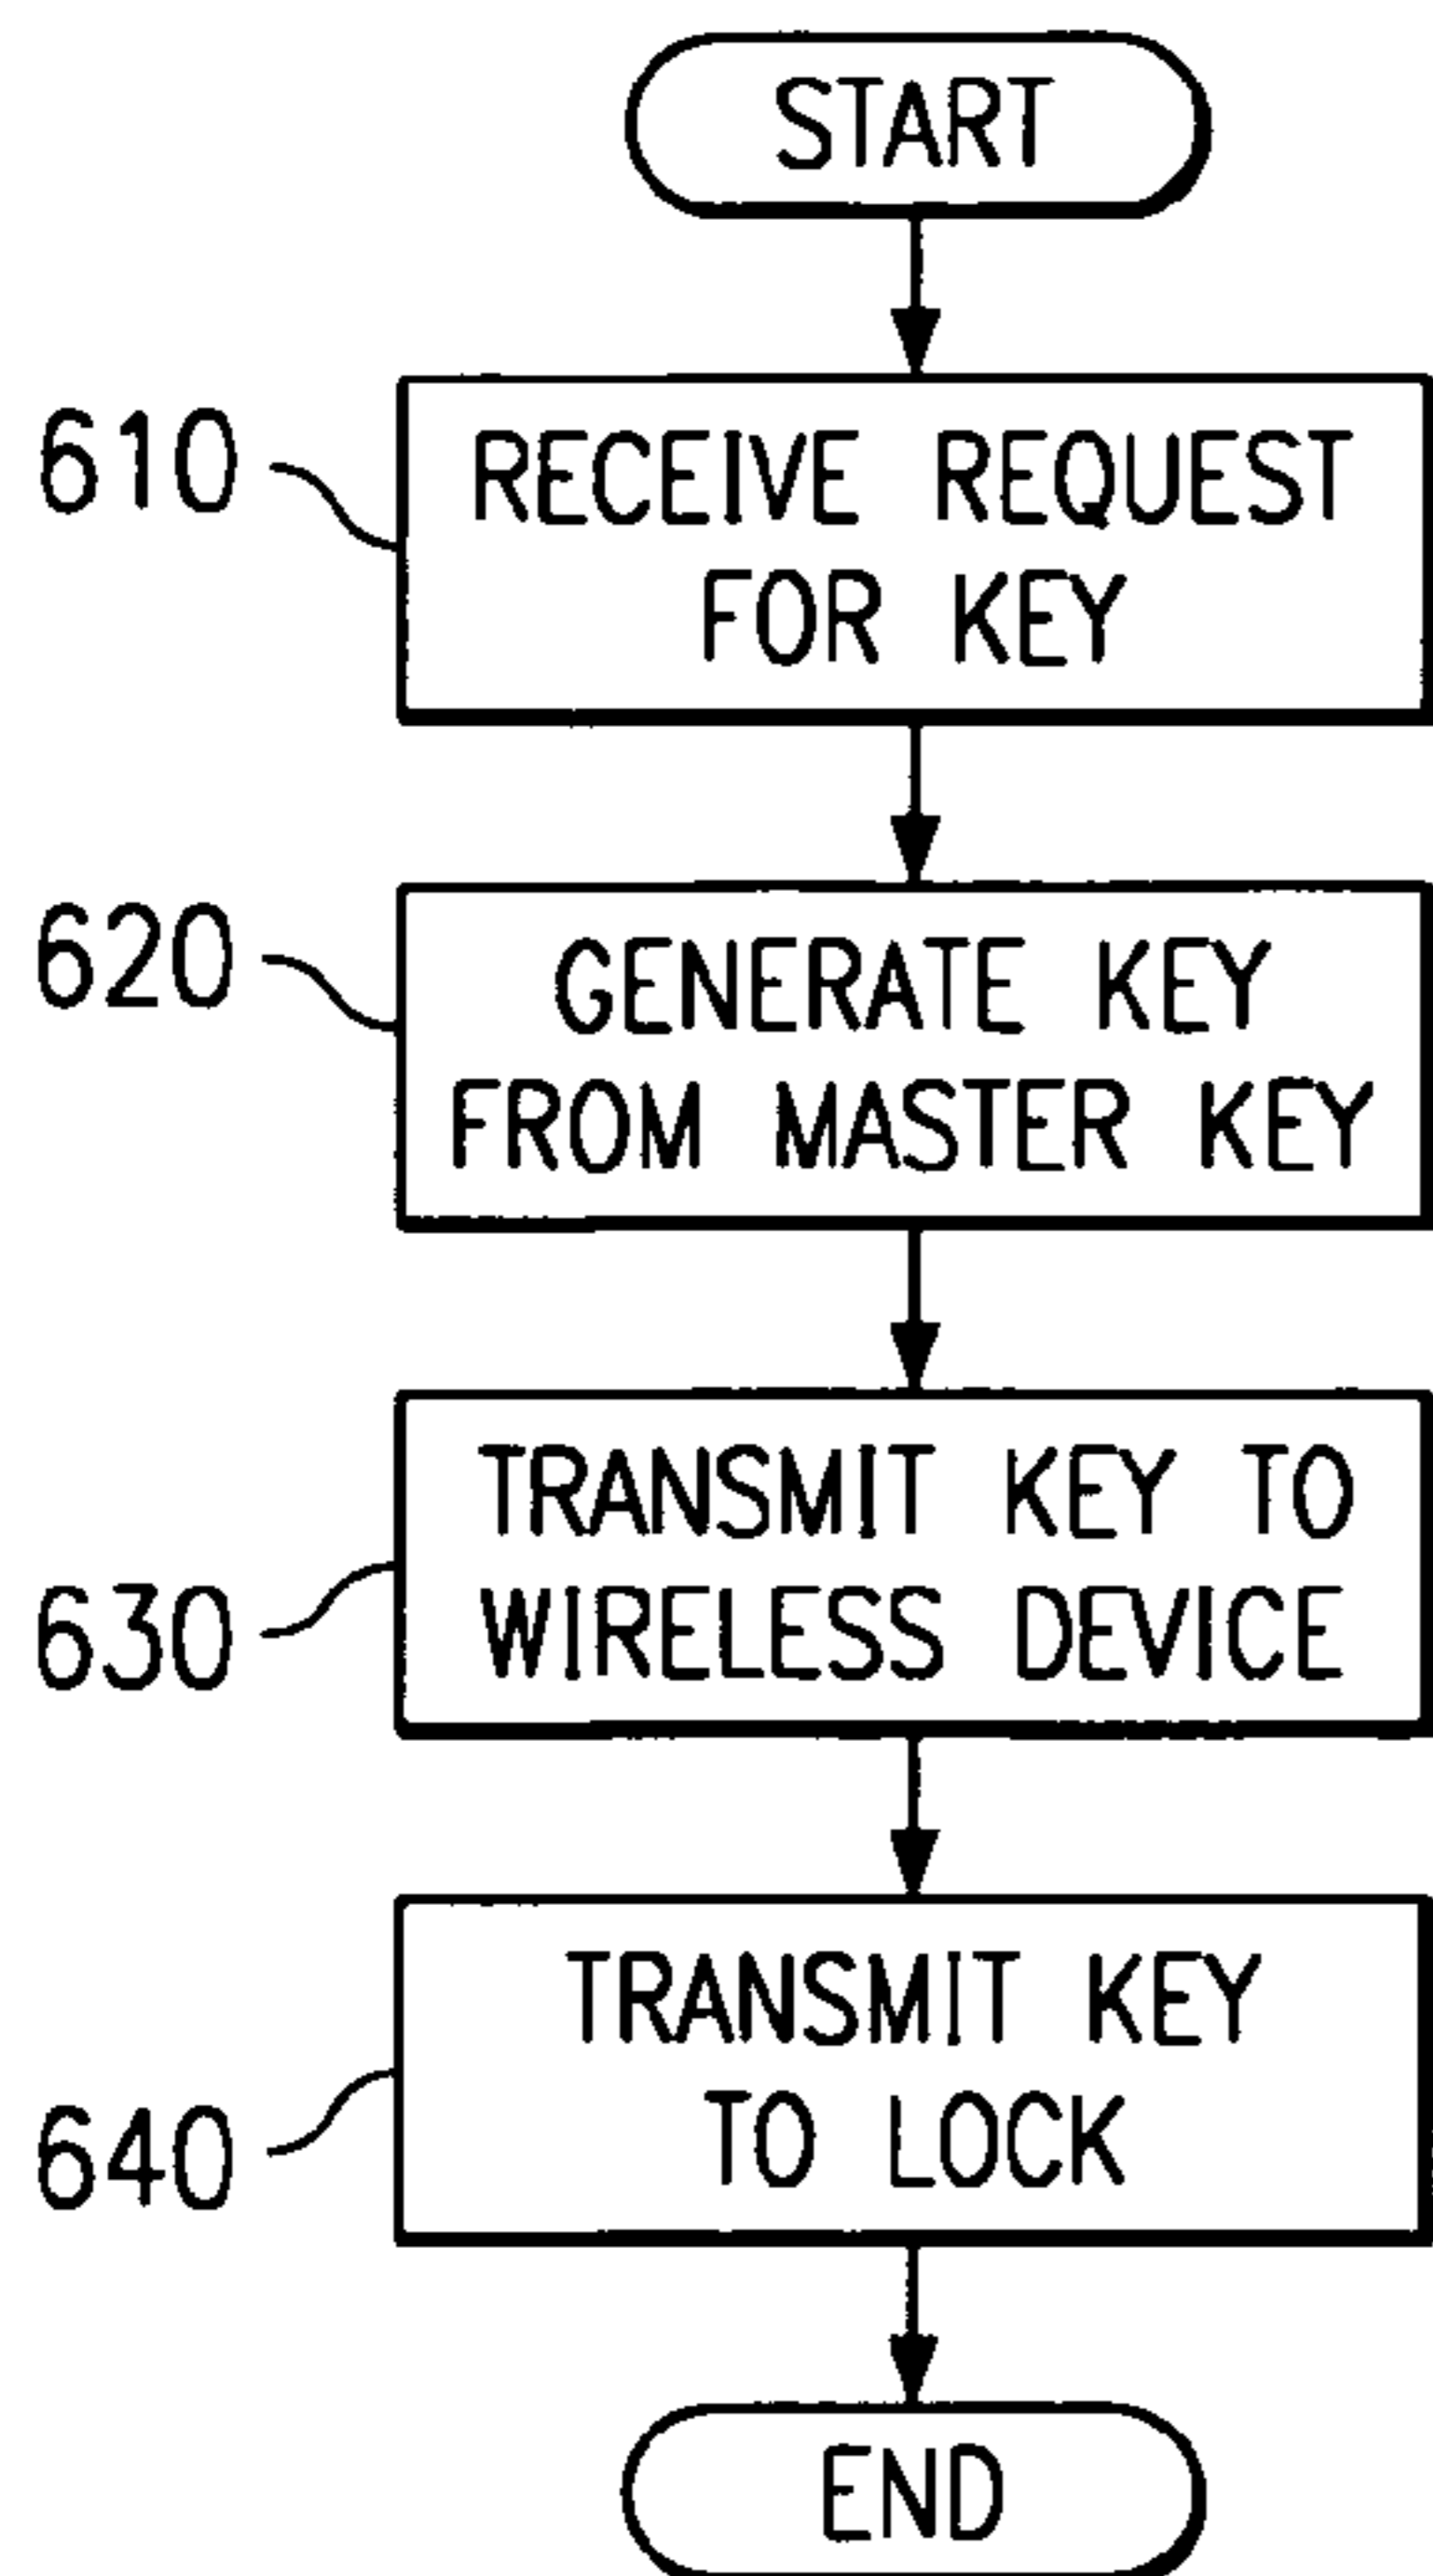 START
610
RECEIVE REQUEST
FOR KEY
620
GENERATE KEY
FROM MASTER KEY
630
TRANSMIT KEY TO
WIRELESS DEVICE
640
TRANSMIT KEY
TO LOCK
END